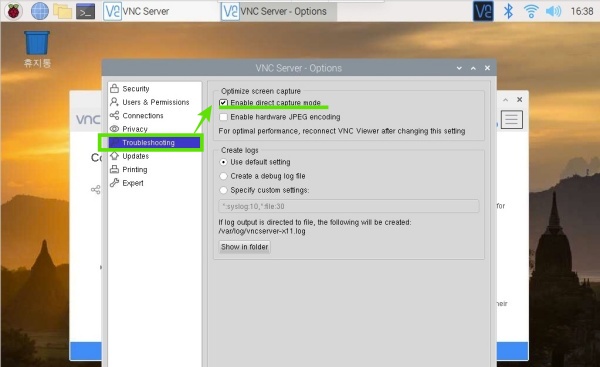 VNC Server
VNC Server - Options
16:38
휴지통
VNC Server - Options
Security
Users & Permissions
Connections
Privacy
Troubleshooting
Updates
Printing
Expert
Optimize screen capture
Enable direct capture mode
Enable hardware JPEG encoding
For optimal performance, reconnect VNC Viewer after changing this setting
Create logs
Use default setting
Create a debug log file
Specify custom settings:
*:syslog:10,*:file:30
If log output is directed to file, the following will be created:
/var/log/vncserver-x11.log
Show in folder
vnc
Co
for